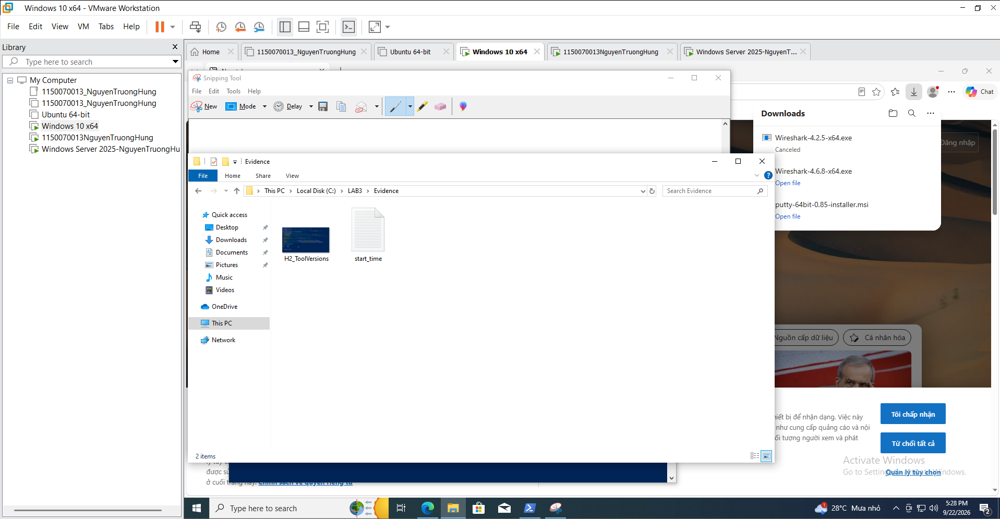 Windows 10 x64 - VMware Workstation
File Edit View VM Tabs Help
Library
Type here to search
My Computer
1150070013_NguyenTruongHung
1150070013_NguyenTruongHung
Ubuntu 64-bit
Windows 10 x64
1150070013NguyenTruongHung
Windows Server 2025-NguyenTruongHu
Home 1150070013_NguyenTruongHung Ubuntu 64-bit Windows 10 x64 1150070013NguyenTruongHung Windows Server 2025-NguyenT...
Snipping Tool
File Edit Tools Help
New Mode Delay
Chat
Downloads
Wireshark-4.2.5-x64.exe
Canceled
Wireshark-4.6.8-x64.exe
Open file
putty-64bit-0.85-installer.msi
Open file
Đăng nhập
Evidence
File Home Share View
This PC Local Disk (C:) LAB3 Evidence
Search Evidence
Quick access
Desktop
Downloads
Documents
Pictures
Music
Videos
OneDrive
This PC
Network
H2_ToolVersions
start_time
2 items
Nguồn cấp dữ liệu
Cá nhân hóa
iết bị để nhận dạng. Việc này
như cung cấp quảng cáo và nội
ối tượng người xem và phát
Tôi chấp nhận
Từ chối tất cả
Quản lý tùy chọn
Activate Windows
Go to Settings to activate Windows.
được sử
ở cuối trang này. Chính sách về quyền riêng tư
Type here to search
28°C Mưa nhỏ
5:28 PM
9/22/2026
2